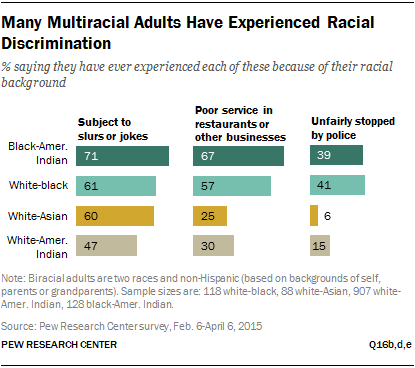 Many Multiracial Adults Have Experienced Racial
Discrimination
% saying they have ever experienced each of these because of their racial
background
Subject to
slurs or jokes
Poor service in
restaurants or
other businesses
Unfairly stopped
by police
Black-Amer.
Indian
71
67
39
White-black
61
57
41
White-Asian
60
25
6
White-Amer.
Indian
47
30
15
Note: Biracial adults are two races and non-Hispanic (based on backgrounds of self,
parents or grandparents). Sample sizes are: 118 white-black, 88 white-Asian, 907 white-
Amer. Indian, 128 black-Amer. Indian.
Source: Pew Research Center survey, Feb. 6-April 6, 2015
PEW RESEARCH CENTER
Q16b,d,e